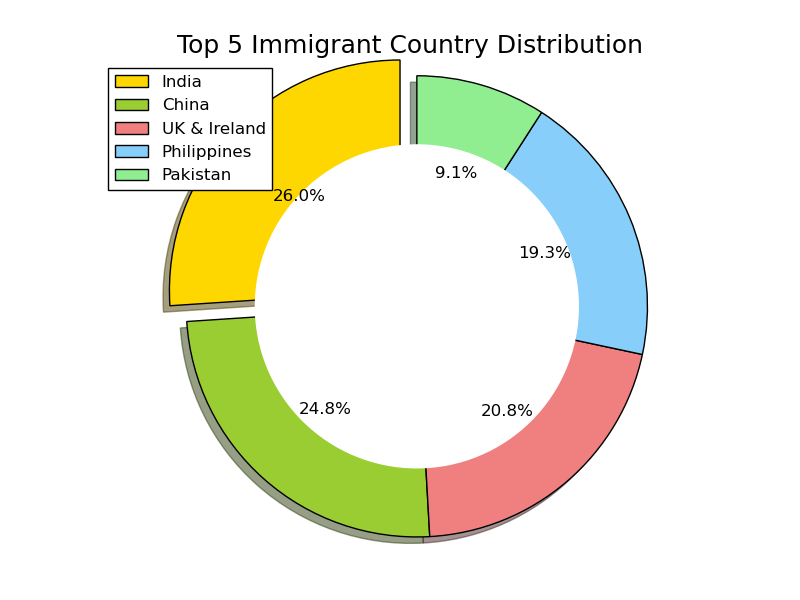 Top 5 Immigrant Country Distribution
India
China
UK & Ireland
Philippines
Pakistan
9.1%
26.0%
19.3%
24.8%
20.8%